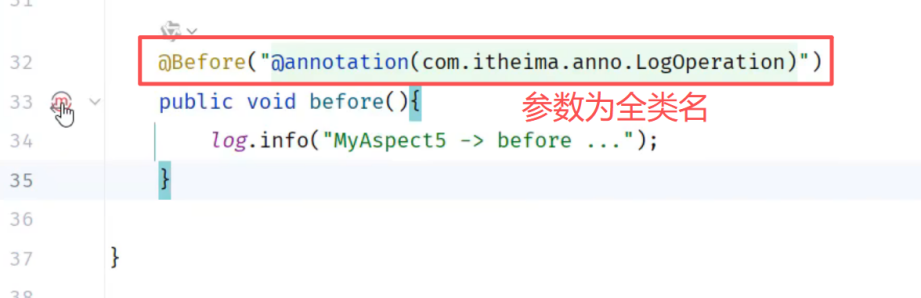 32 @Before("@annotation(com.itheima.anno.LogOperation)")
33 public void before(){
参数为全类名
34 log.info("MyAspect5 -> before ...");
35 }
36
37 }
38